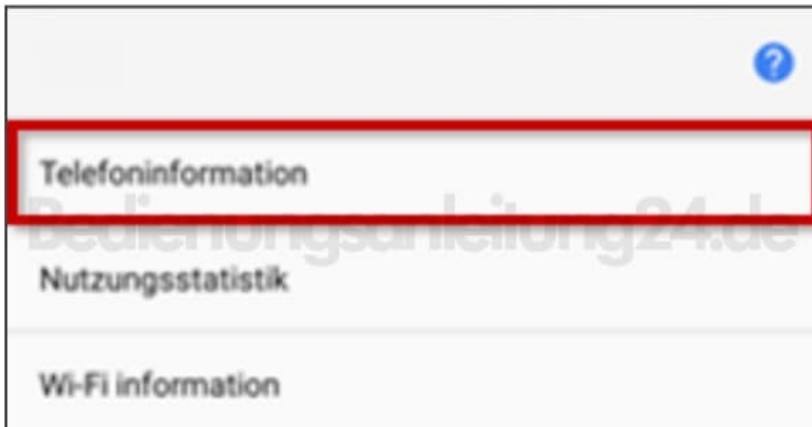 ?
Telefoninformation
Bedienungsanleitung24.de
Nutzungsstatistik
Wi-Fi information